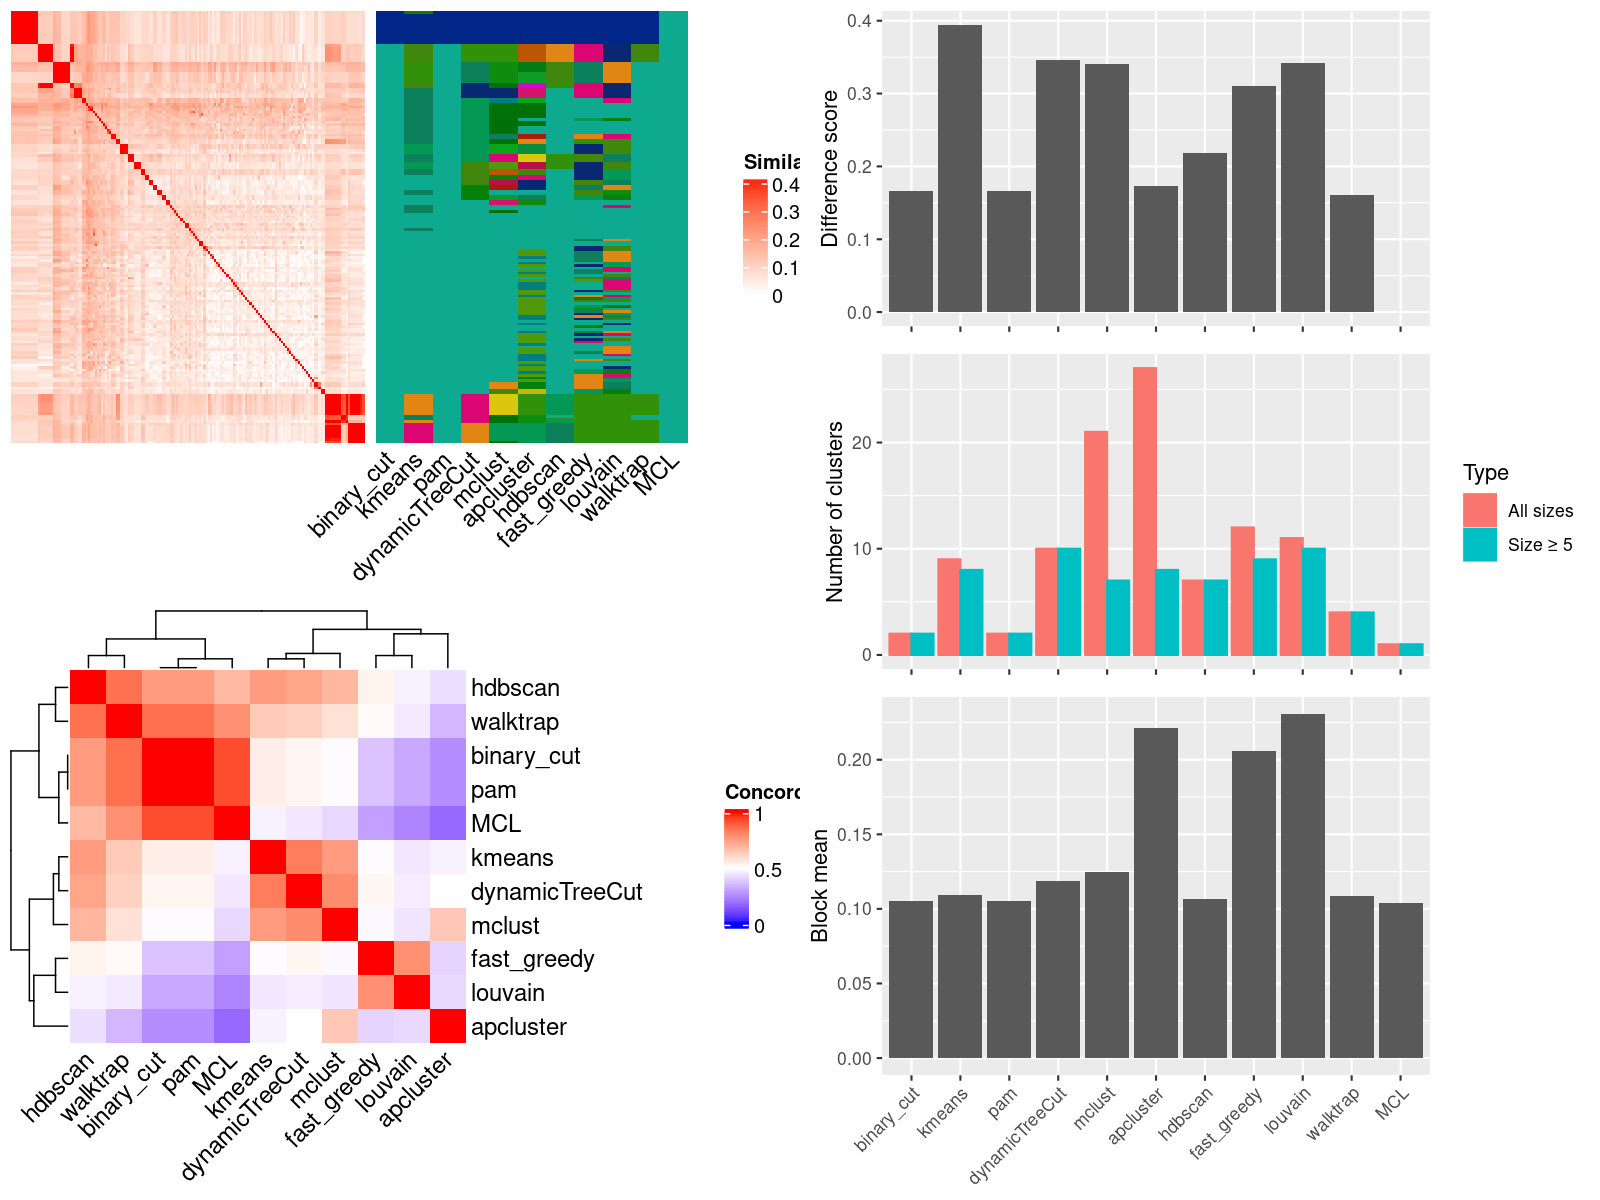 Simila
0.4
0.3
0.2
0.1
0
binary_cut
kmeans
pam
dynamicTreeCut
mclust
apcluster
hdbscan
fast_greedy
louvain
walktrap
MCL
hdbscan
walktrap
binary_cut
pam
MCL
kmeans
dynamicTreeCut
mclust
fast_greedy
louvain
apcluster
hdbscan
walktrap
binary_cut
pam
MCL
kmeans
dynamicTreeCut
mclust
fast_greedy
louvain
apcluster
Concord
1
0.5
0
Difference score
0.4
0.3
0.2
0.1
0.0
Number of clusters
20
10
0
Type
All sizes
Size ≥ 5
Block mean
0.20
0.15
0.10
0.05
0.00
binary_cut
kmeans
pam
dynamicTreeCut
mclust
apcluster
hdbscan
fast_greedy
louvain
walktrap
MCL